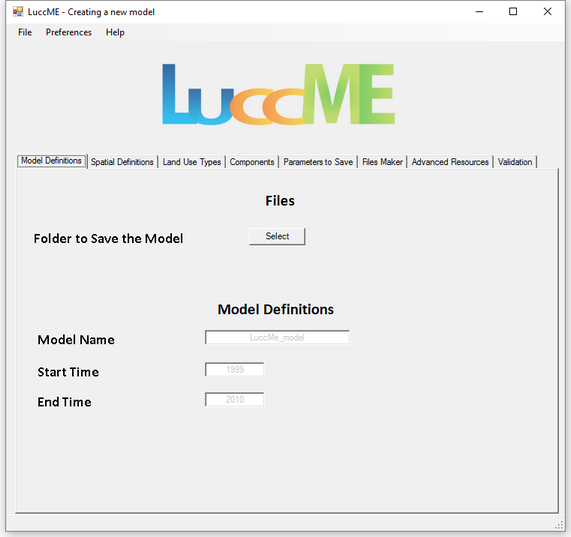 LuccME - Creating a new model
File Preferences Help
LuccME
Model Definitions Spatial Definitions Land Use Types Components Parameters to Save Files Maker Advanced Resources Validation
Files
Folder to Save the Model Select
Model Definitions
Model Name LuccMe_model
Start Time 1999
End Time 2010